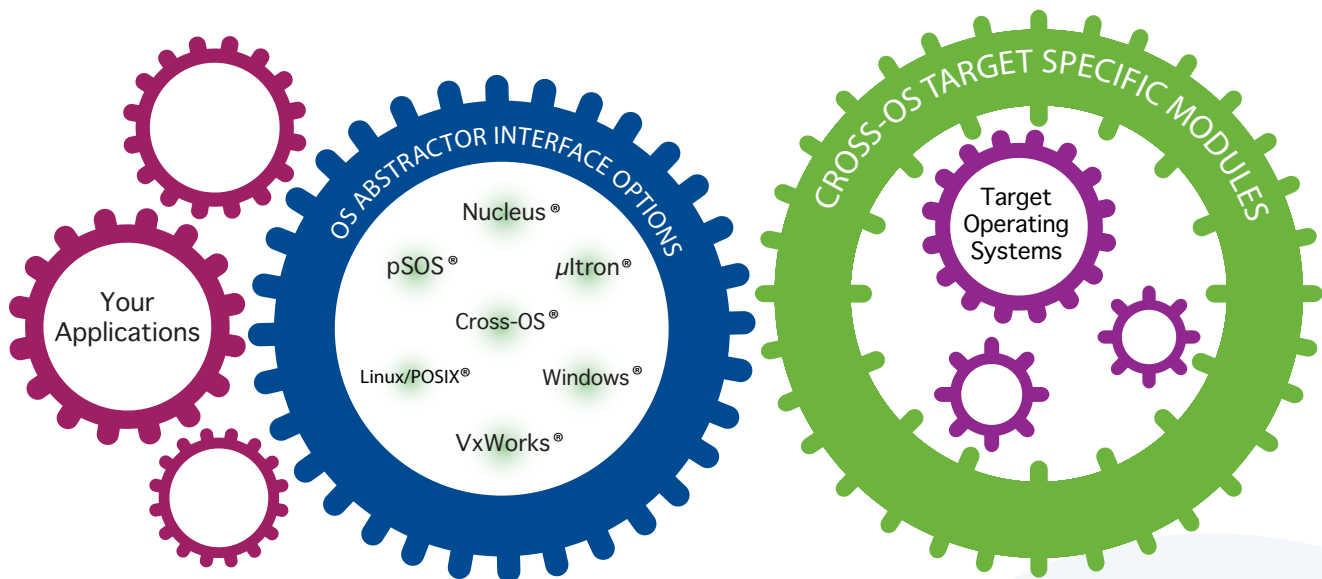 Your
Applications
OS ABSTRACTOR INTERFACE OPTIONS
Nucleus®
pSOS®
µItron®
Cross-OS®
Linux/POSIX®
Windows®
VxWorks®
CROSS-OS TARGET SPECIFIC MODULES
Target
Operating
Systems